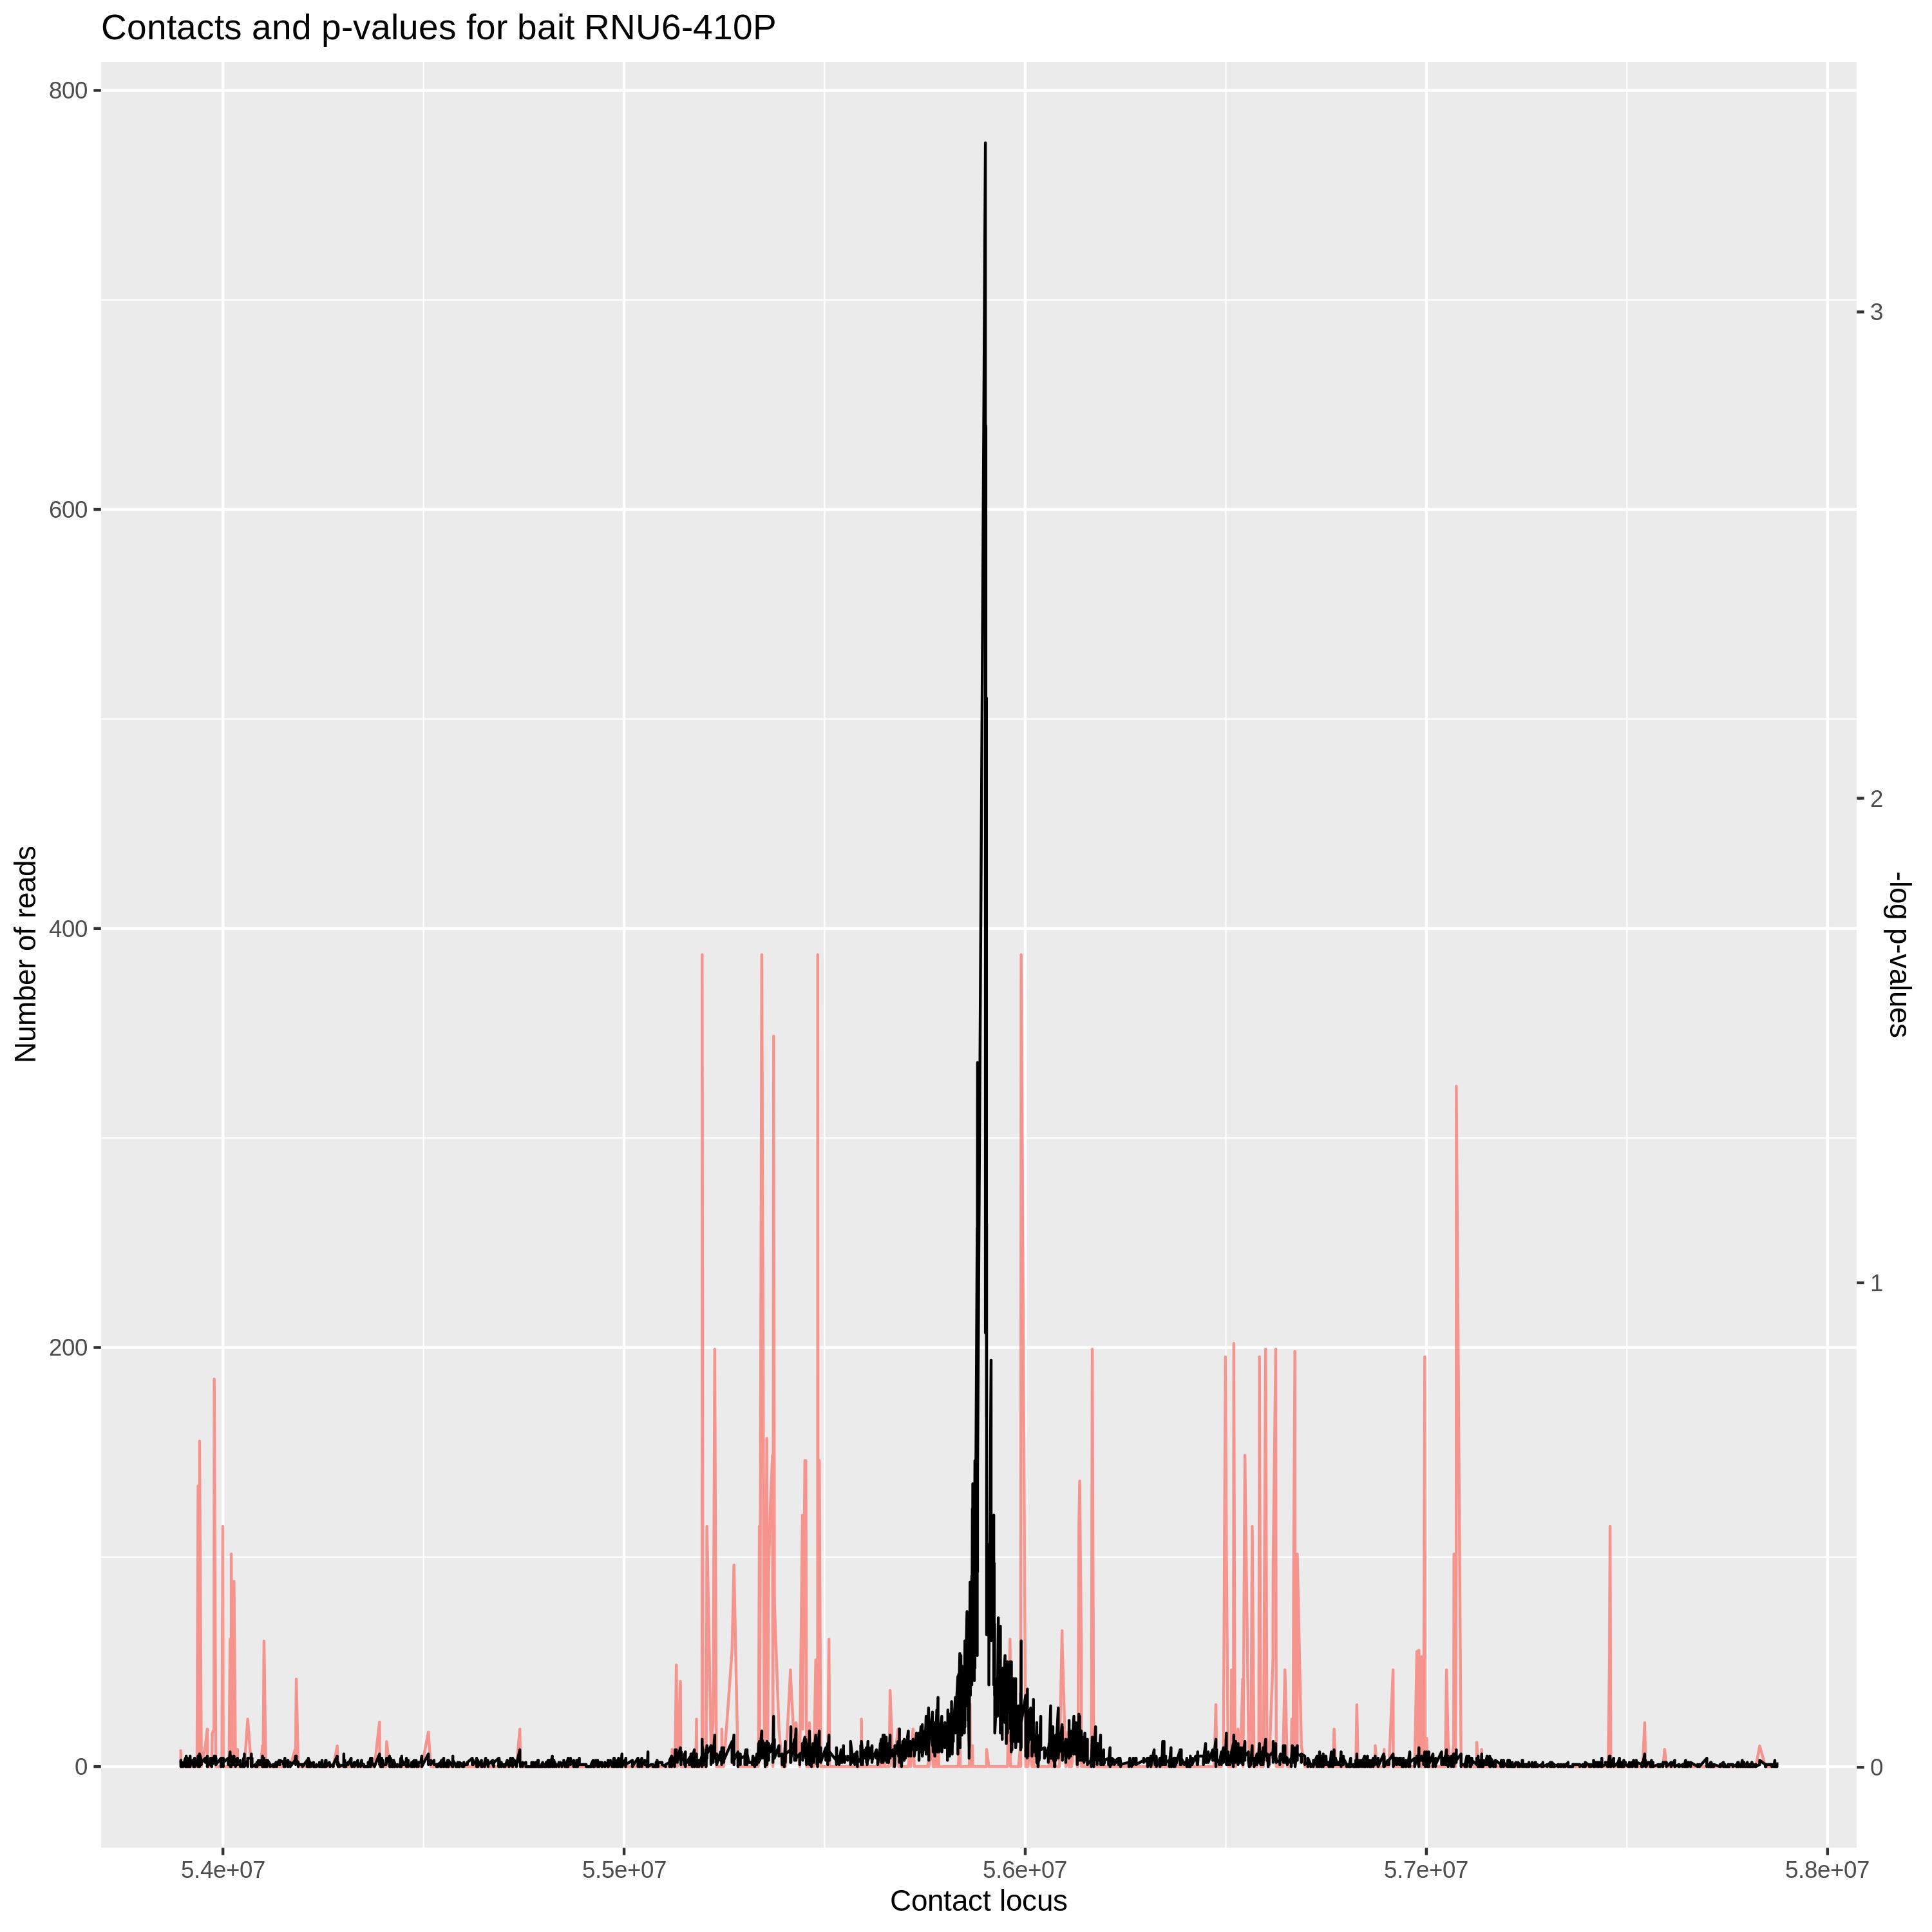 Contacts and p-values for bait RNU6-410P
800
600
400
200
0
Number of reads
3
2
1
0
-log p-values
5.4e+07
5.5e+07
5.6e+07
5.7e+07
5.8e+07
Contact locus